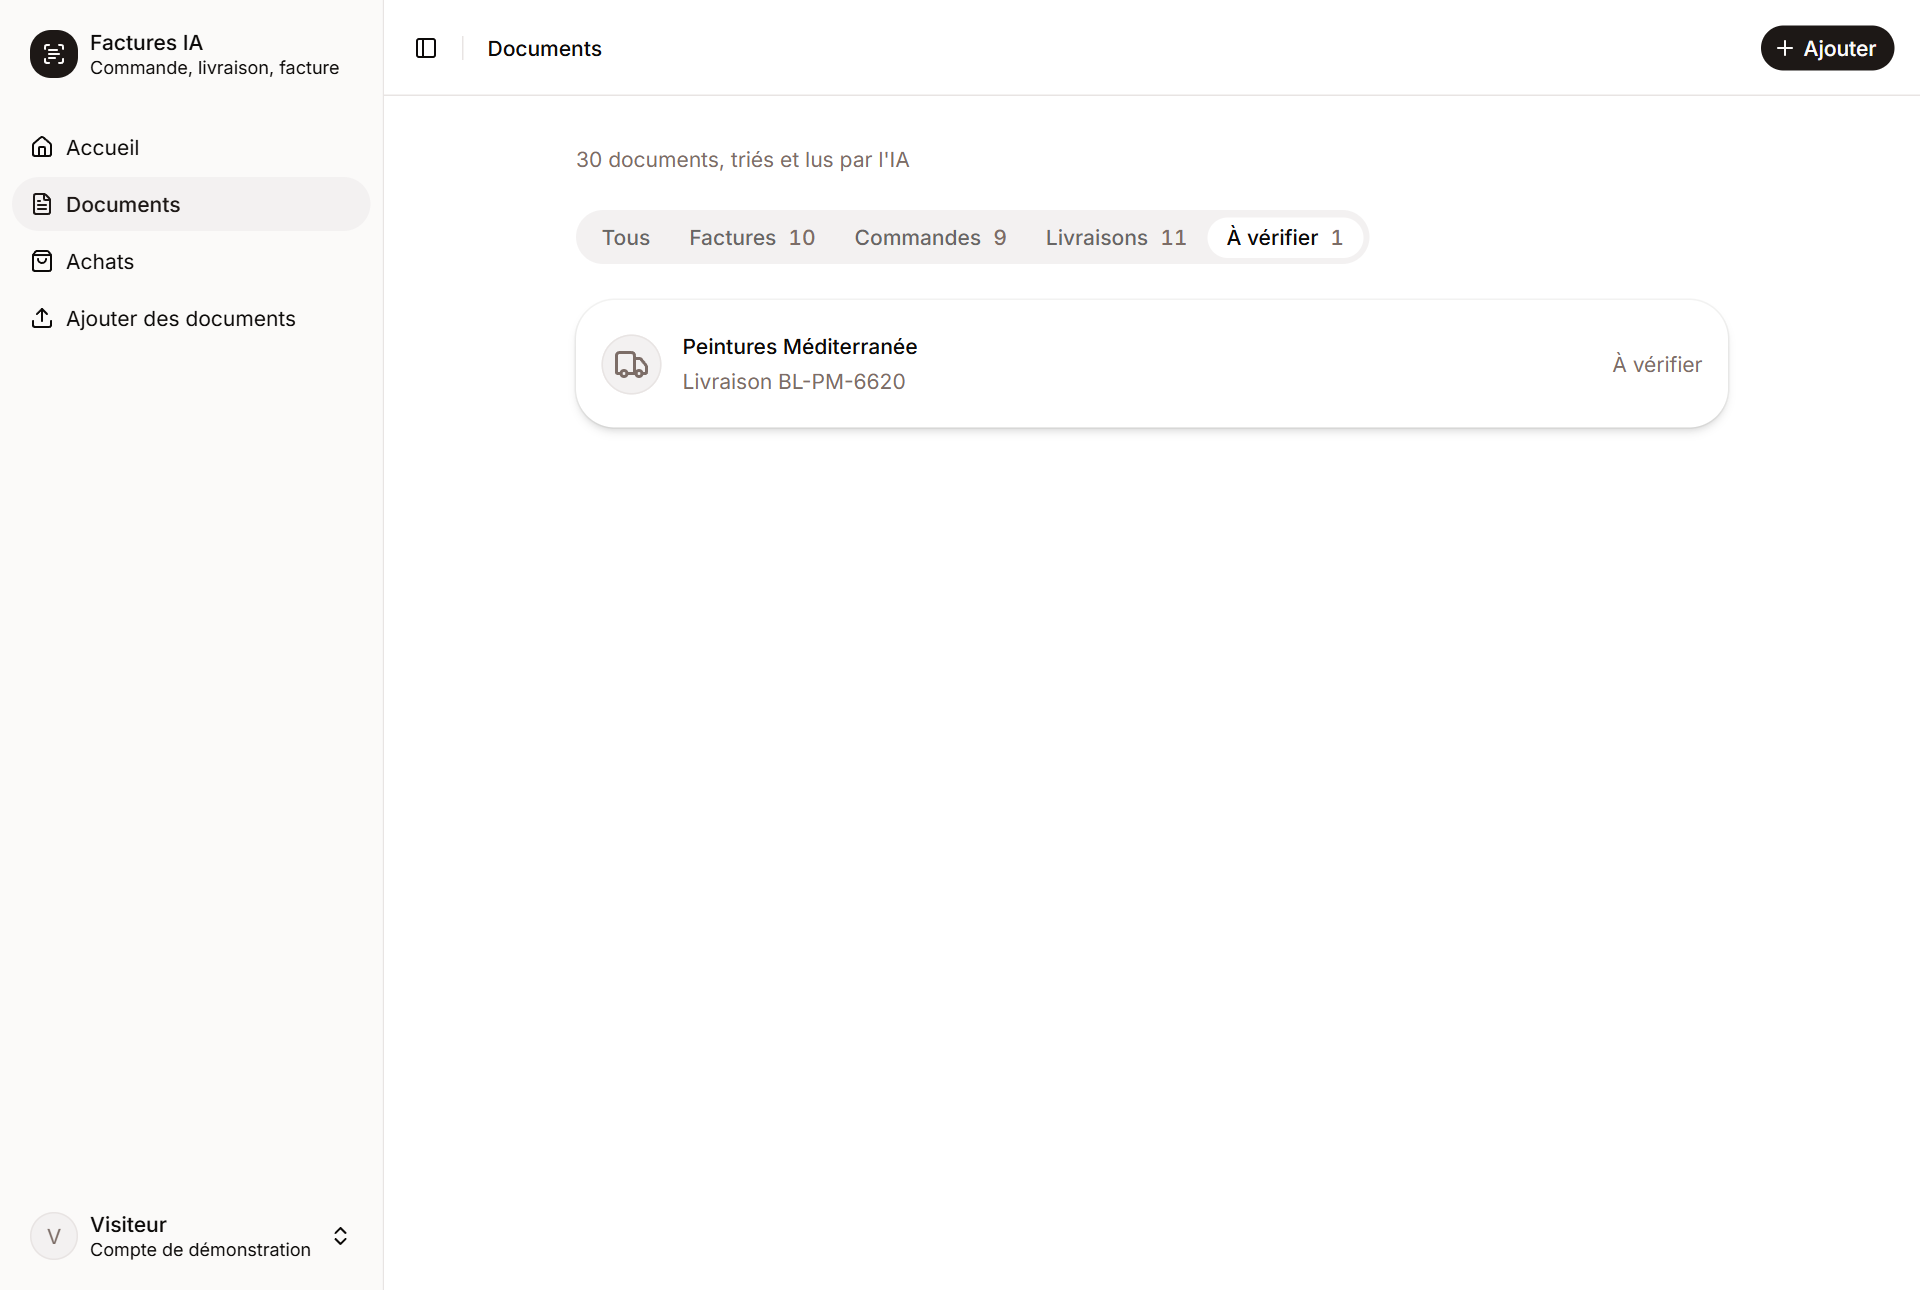 Factures IA
Commande, livraison, facture
Accueil
Documents
Achats
Ajouter des documents
Visiteur
Compte de démonstration
V
Documents
Ajouter
30 documents, triés et lus par l'IA
Tous Factures 10 Commandes 9 Livraisons 11 À vérifier 1
Peintures Méditerranée
Livraison BL-PM-6620
À vérifier